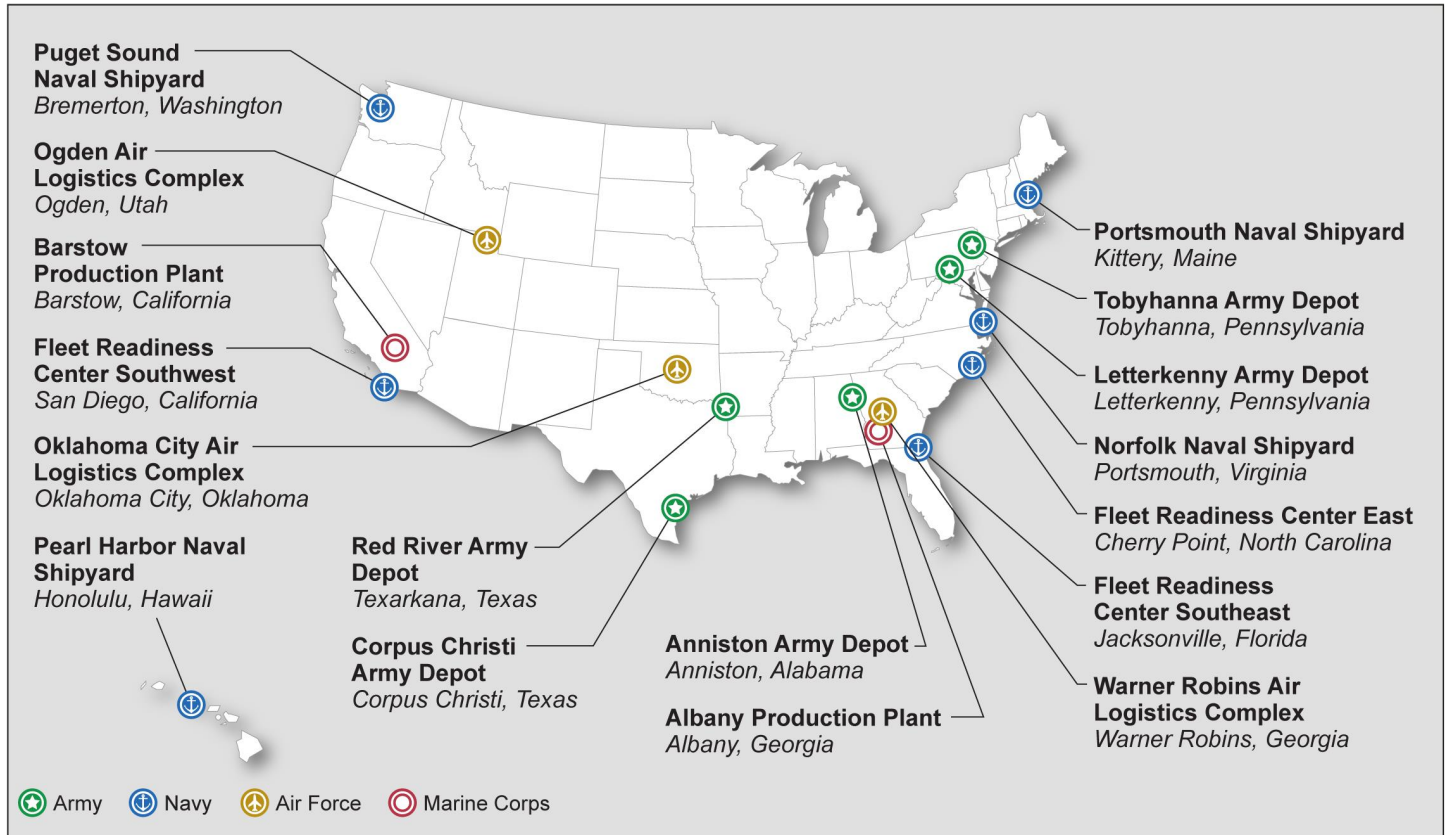 Puget Sound
Naval Shipyard
Bremerton, Washington
Ogden Air
Logistics Complex
Ogden, Utah
Barstow
Production Plant
Barstow, California
Fleet Readiness
Center Southwest
San Diego, California
Oklahoma City Air
Logistics Complex
Oklahoma City, Oklahoma
Pearl Harbor Naval
Shipyard
Honolulu, Hawaii
Red River Army
Depot
Texarkana, Texas
Corpus Christi
Army Depot
Corpus Christi, Texas
Anniston Army Depot
Anniston, Alabama
Albany Production Plant
Albany, Georgia
Portsmouth Naval Shipyard
Kittery, Maine
Tobyhanna Army Depot
Tobyhanna, Pennsylvania
Letterkenny Army Depot
Letterkenny, Pennsylvania
Norfolk Naval Shipyard
Portsmouth, Virginia
Fleet Readiness Center East
Cherry Point, North Carolina
Fleet Readiness
Center Southeast
Jacksonville, Florida
Warner Robins Air
Logistics Complex
Warner Robins, Georgia
Army Navy Air Force Marine Corps